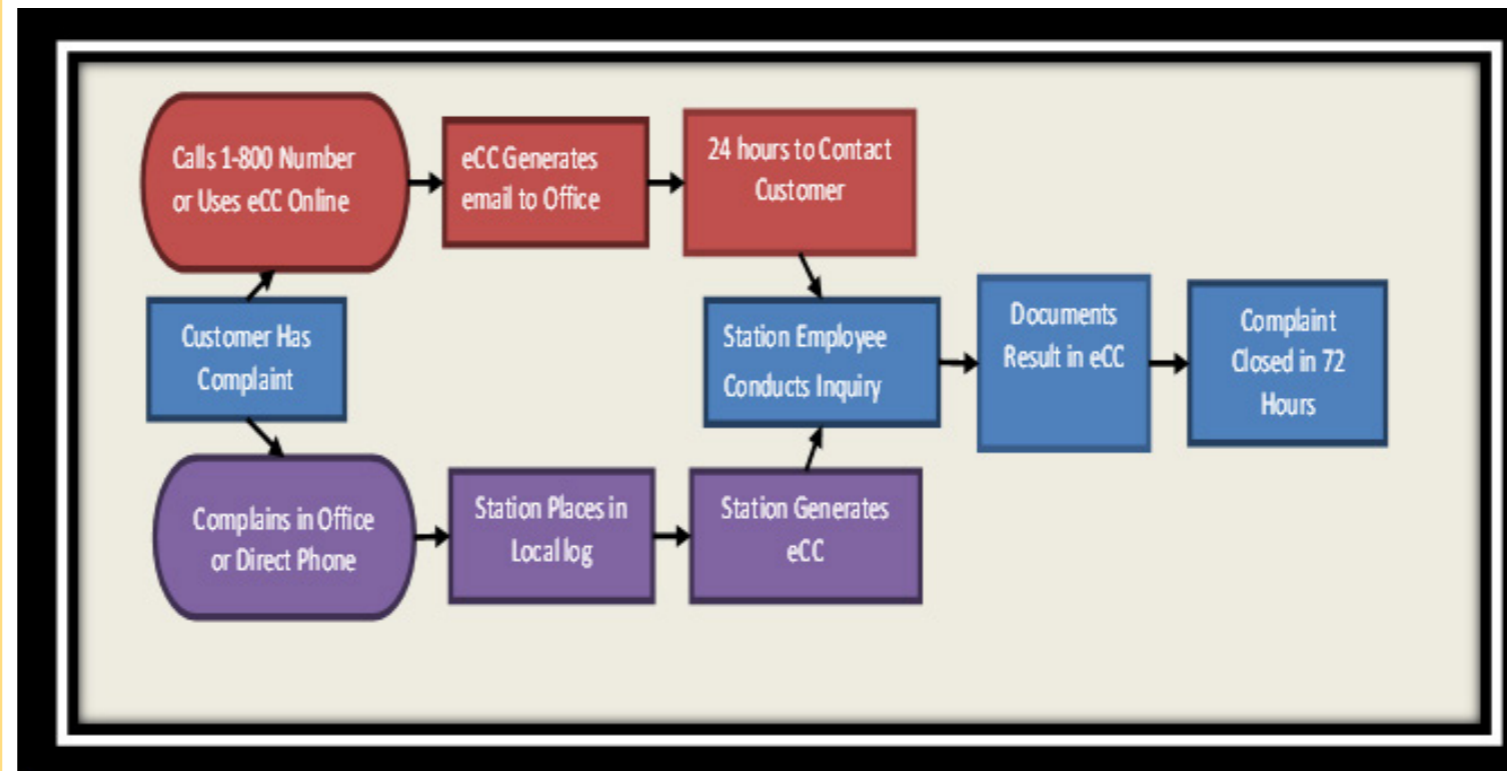 Calls 1-800 Number
or Uses eCC Online
eCC Generates
email to Office
24 hours to Contact
Customer
Customer Has
Complaint
Station Employee
Conducts Inquiry
Documents
Result in eCC
Complaint
Closed in 72
Hours
Complains in Office
or Direct Phone
Station Places in
Local log
Station Generates
eCC